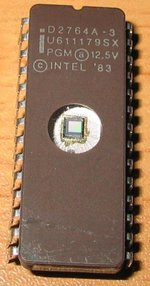 i D2764A-3
U611179SX
PGM @ 12.5V
© INTEL '83